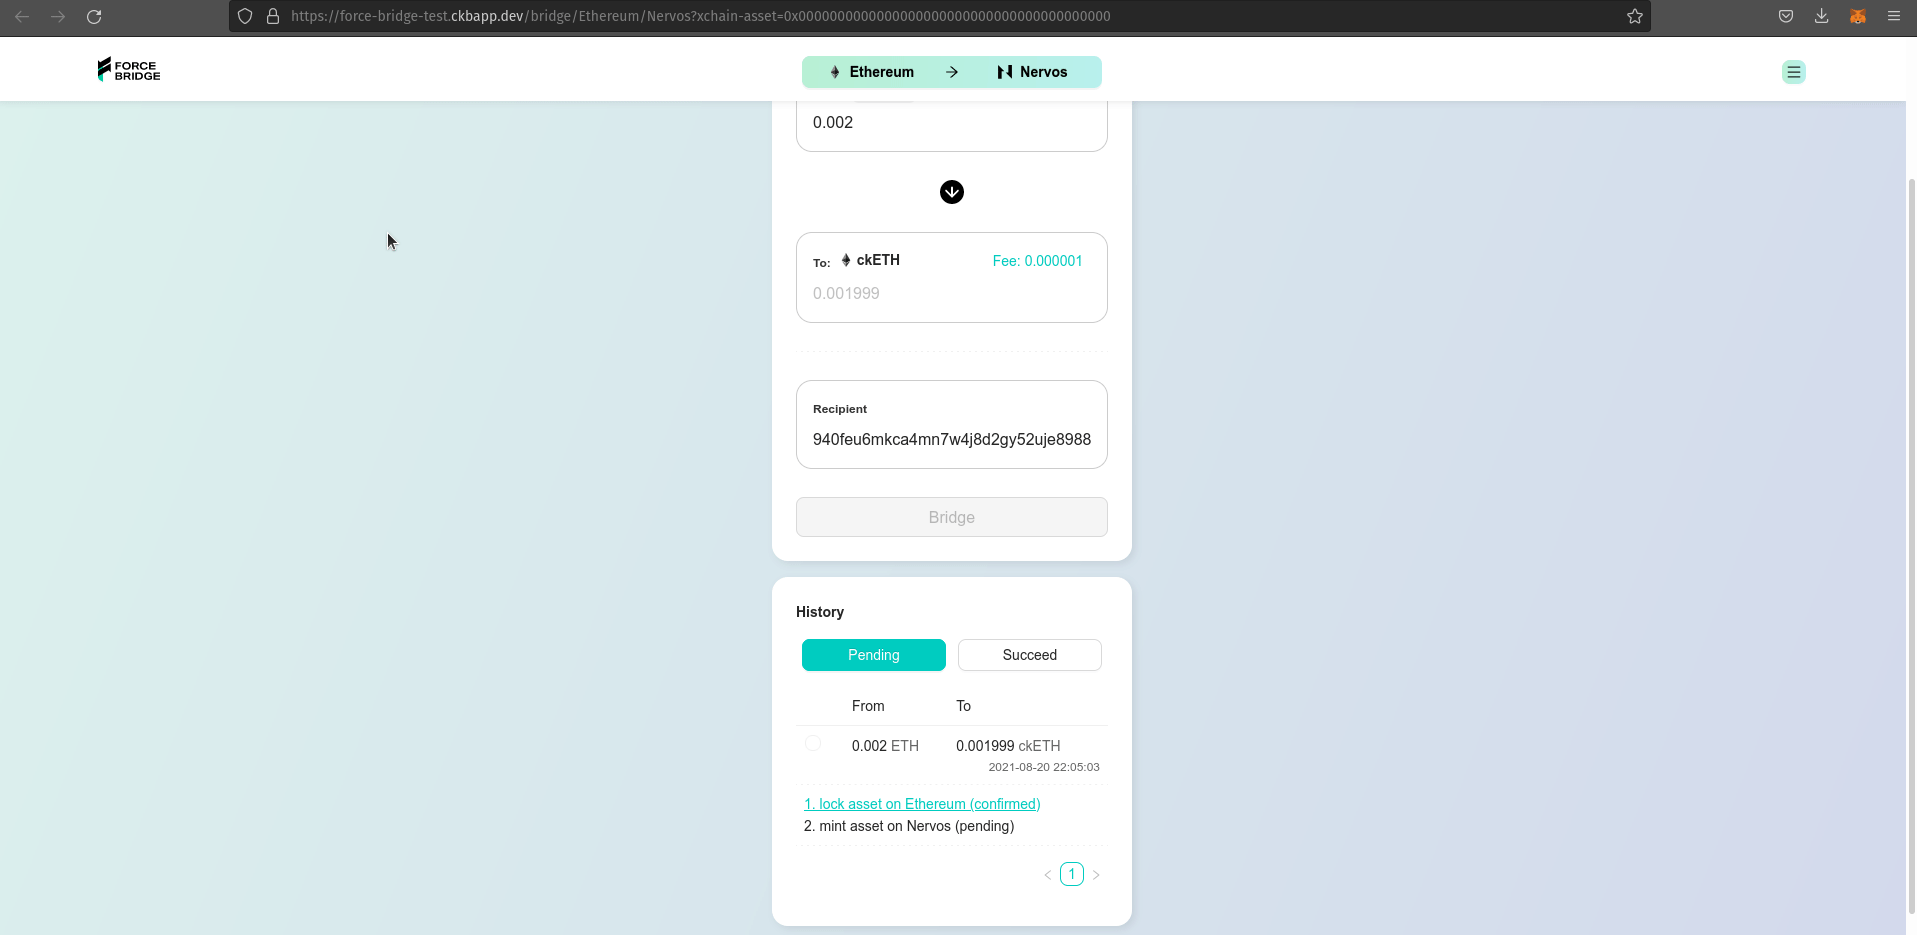 https://force-bridge-test.ckbapp.dev/bridge/Ethereum/Nervos?xchain-asset=0x0000000000000000000000000000000000000000
FORCE
BRIDGE
Ethereum → Nervos
0.002
To: ckETH Fee: 0.000001
0.001999
Recipient
940feu6mkca4mn7w4j8d2gy52uje8988
Bridge
History
Pending Succeed
From To
0.002 ETH 0.001999 ckETH
2021-08-20 22:05:03
1. lock asset on Ethereum (confirmed)
2. mint asset on Nervos (pending)
< 1 >